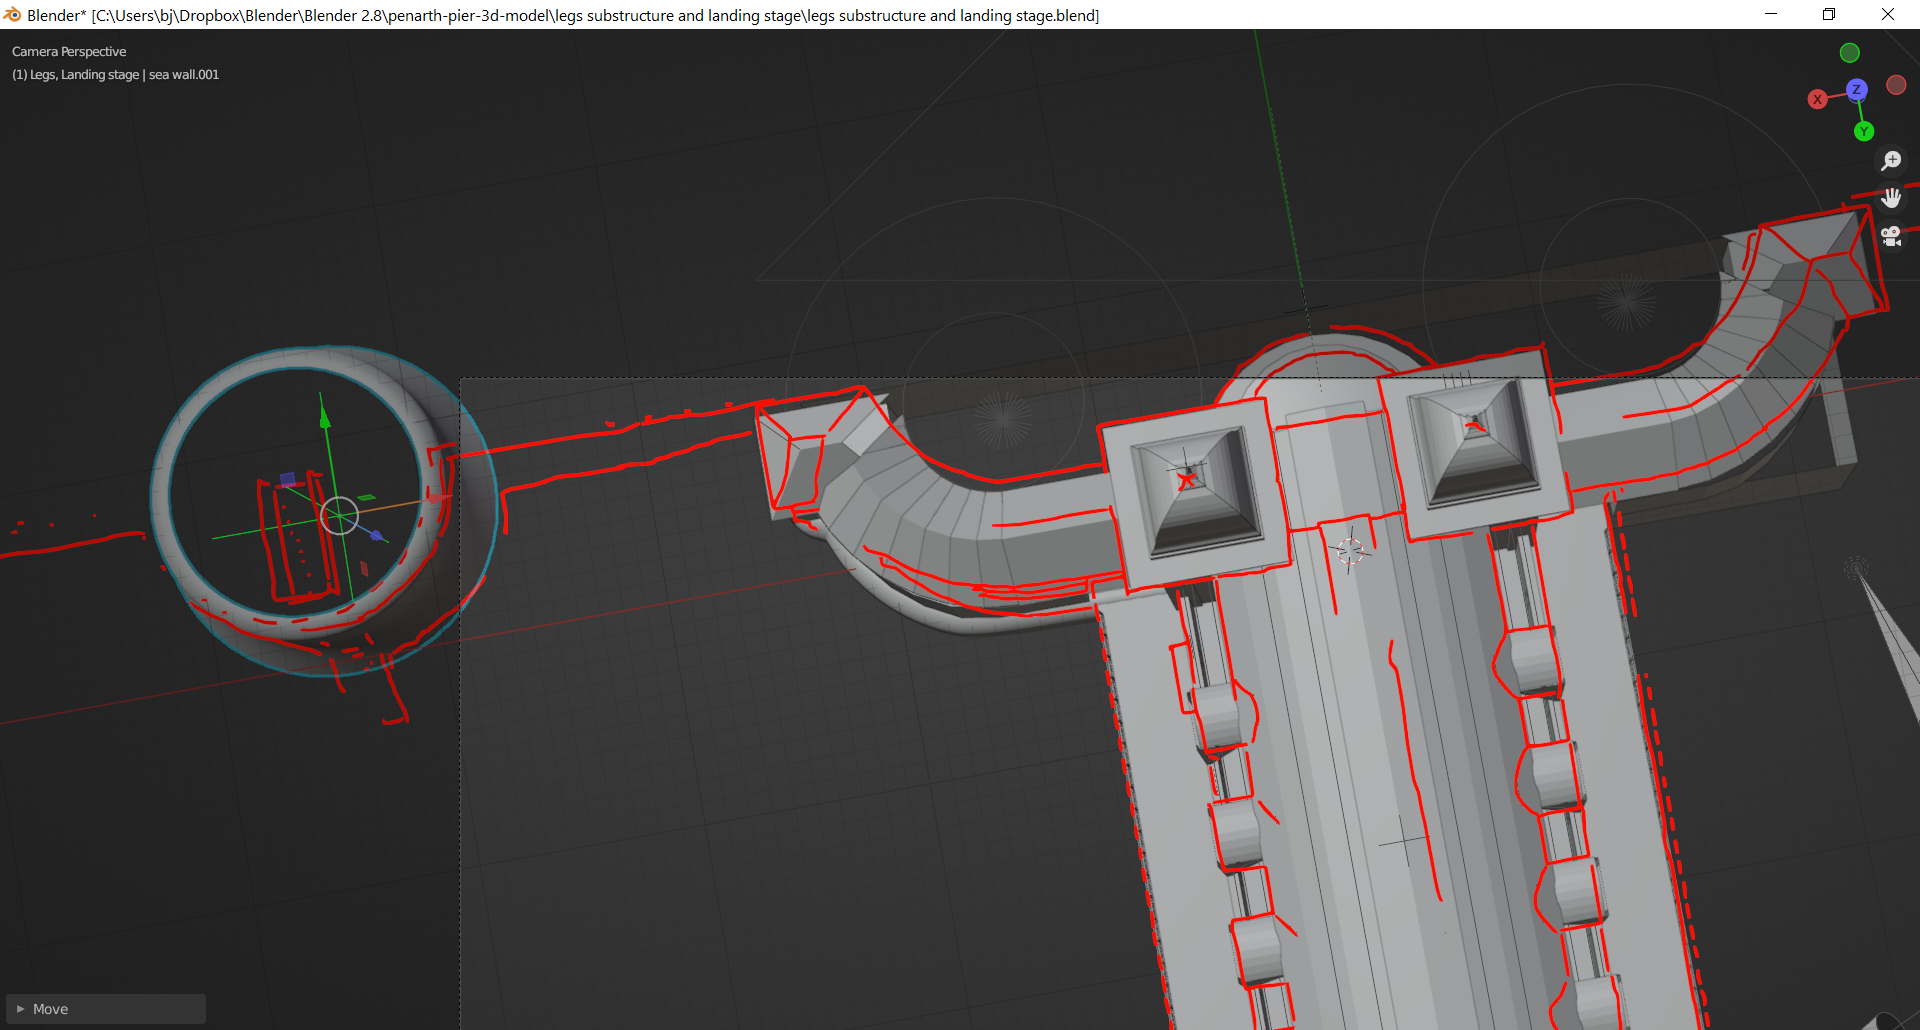 Blender* [C:\Users\bj\Dropbox\Blender\Blender 2.8\penarth-pier-3d-model\legs substructure and landing stage\legs substructure and landing stage.blend]
Camera Perspective
(1) Legs, Landing stage | sea wall.001
Z
X
Y
Move